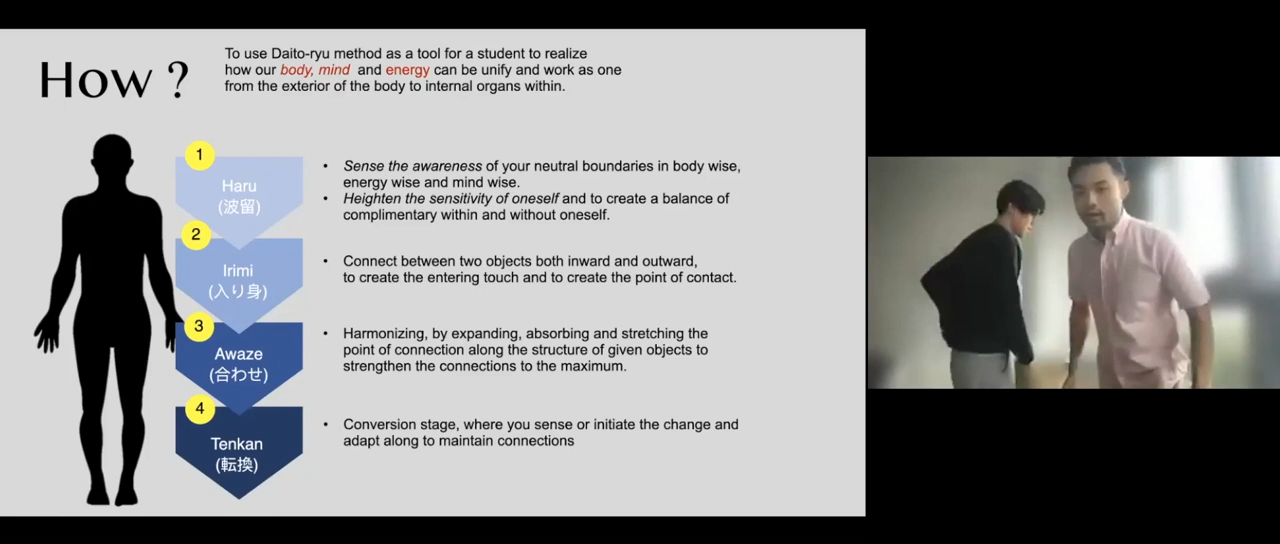 How ?
To use Daito-ryu method as a tool for a student to realize
how our body, mind and energy can be unify and work as one
from the exterior of the body to internal organs within.
1
Haru
(波留)
• Sense the awareness of your neutral boundaries in body wise,
energy wise and mind wise.
• Heighten the sensitivity of oneself and to create a balance of
complimentary within and without oneself.
2
Irimi
(入り身)
• Connect between two objects both inward and outward,
to create the entering touch and to create the point of contact.
3
Awaze
(合わせ)
• Harmonizing, by expanding, absorbing and stretching the
point of connection along the structure of given objects to
strengthen the connections to the maximum.
4
Tenkan
(転換)
• Conversion stage, where you sense or initiate the change and
adapt along to maintain connections